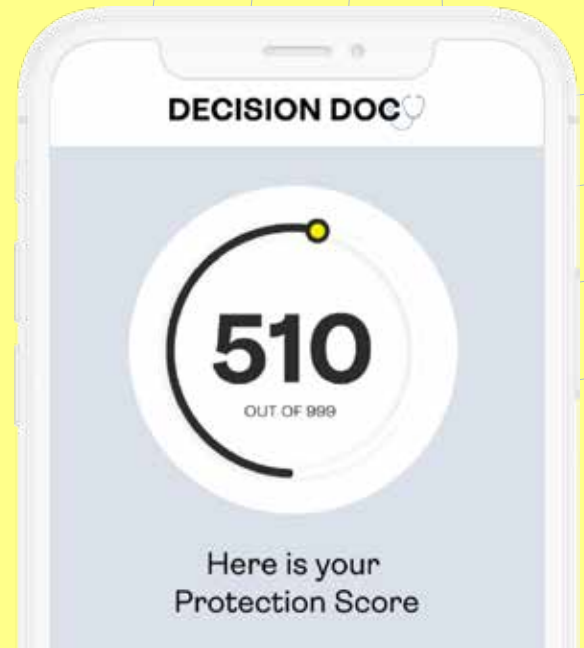 DECISION DOC
510
OUT OF 999
Here is your
Protection Score